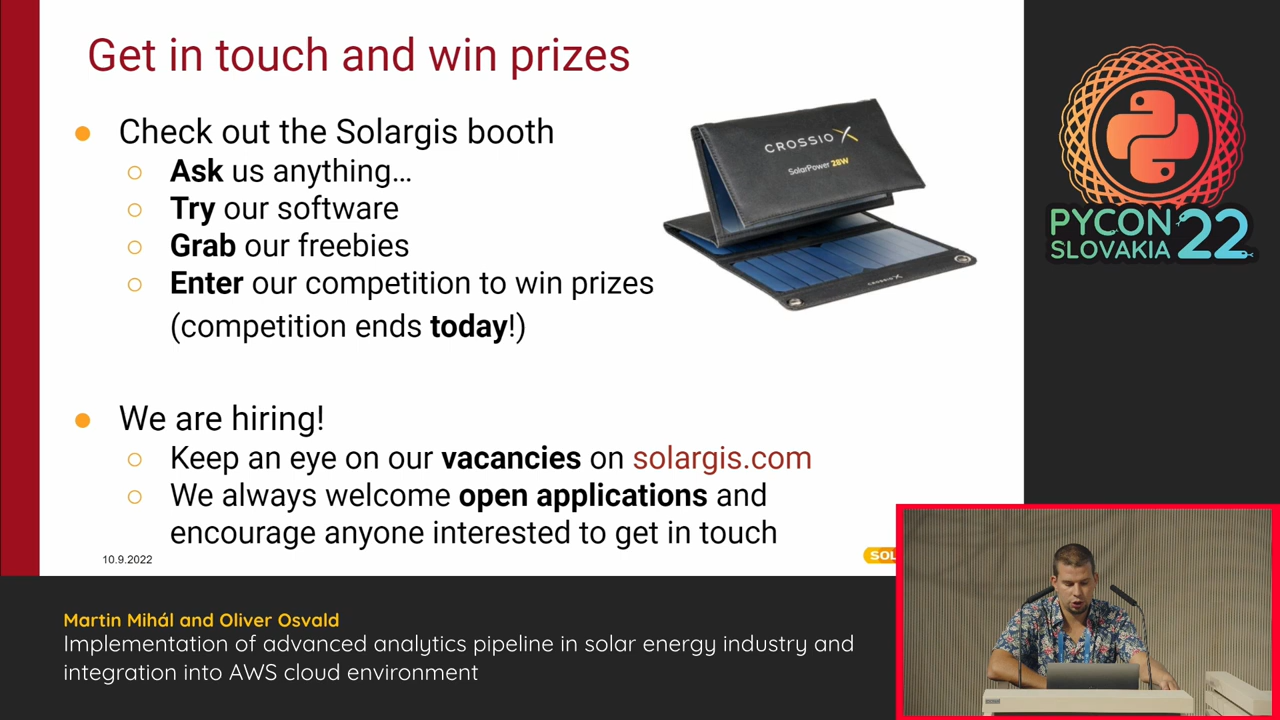 Get in touch and win prizes
● Check out the Solargis booth
○ Ask us anything…
○ Try our software
○ Grab our freebies
○ Enter our competition to win prizes
(competition ends today!)
● We are hiring!
○ Keep an eye on our vacancies on solargis.com
○ We always welcome open applications and
encourage anyone interested to get in touch
10.9.2022
SOL
CROSSIO X
SolarPower 28W
CROSSIO X
PYCON
SLOVAKIA 22
Martin Mihál and Oliver Osvald
Implementation of advanced analytics pipeline in solar energy industry and
integration into AWS cloud environment